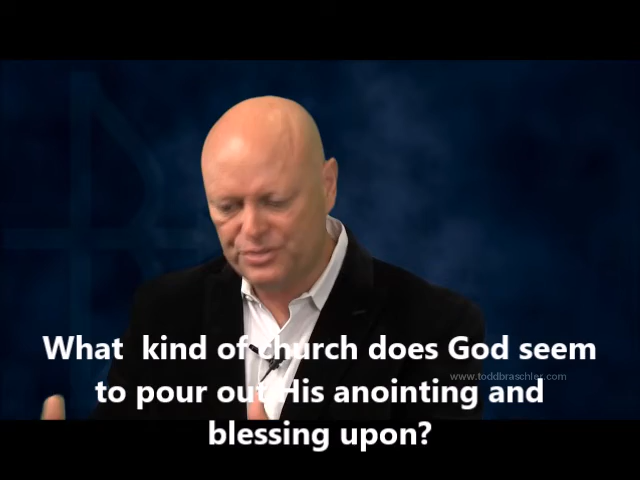 What kind of church does God seem
www.toddbraschler.com
to pour out His anointing and
blessing upon?